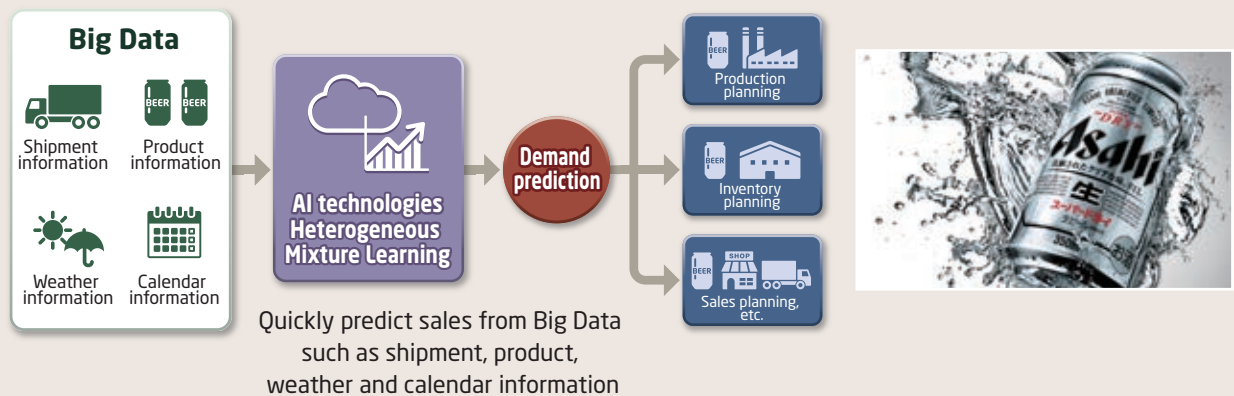 Big Data
BEER BEER
Shipment
information
Product
information
Weather
information
Calendar
information
AI technologies
Heterogeneous
Mixture Learning
Demand
prediction
BEER
Production
planning
BEER
Inventory
planning
BEER
SHOP
Sales planning,
etc.
Quickly predict sales from Big Data
such as shipment, product,
weather and calendar information
DRY
Asahi
生
スーパードライ